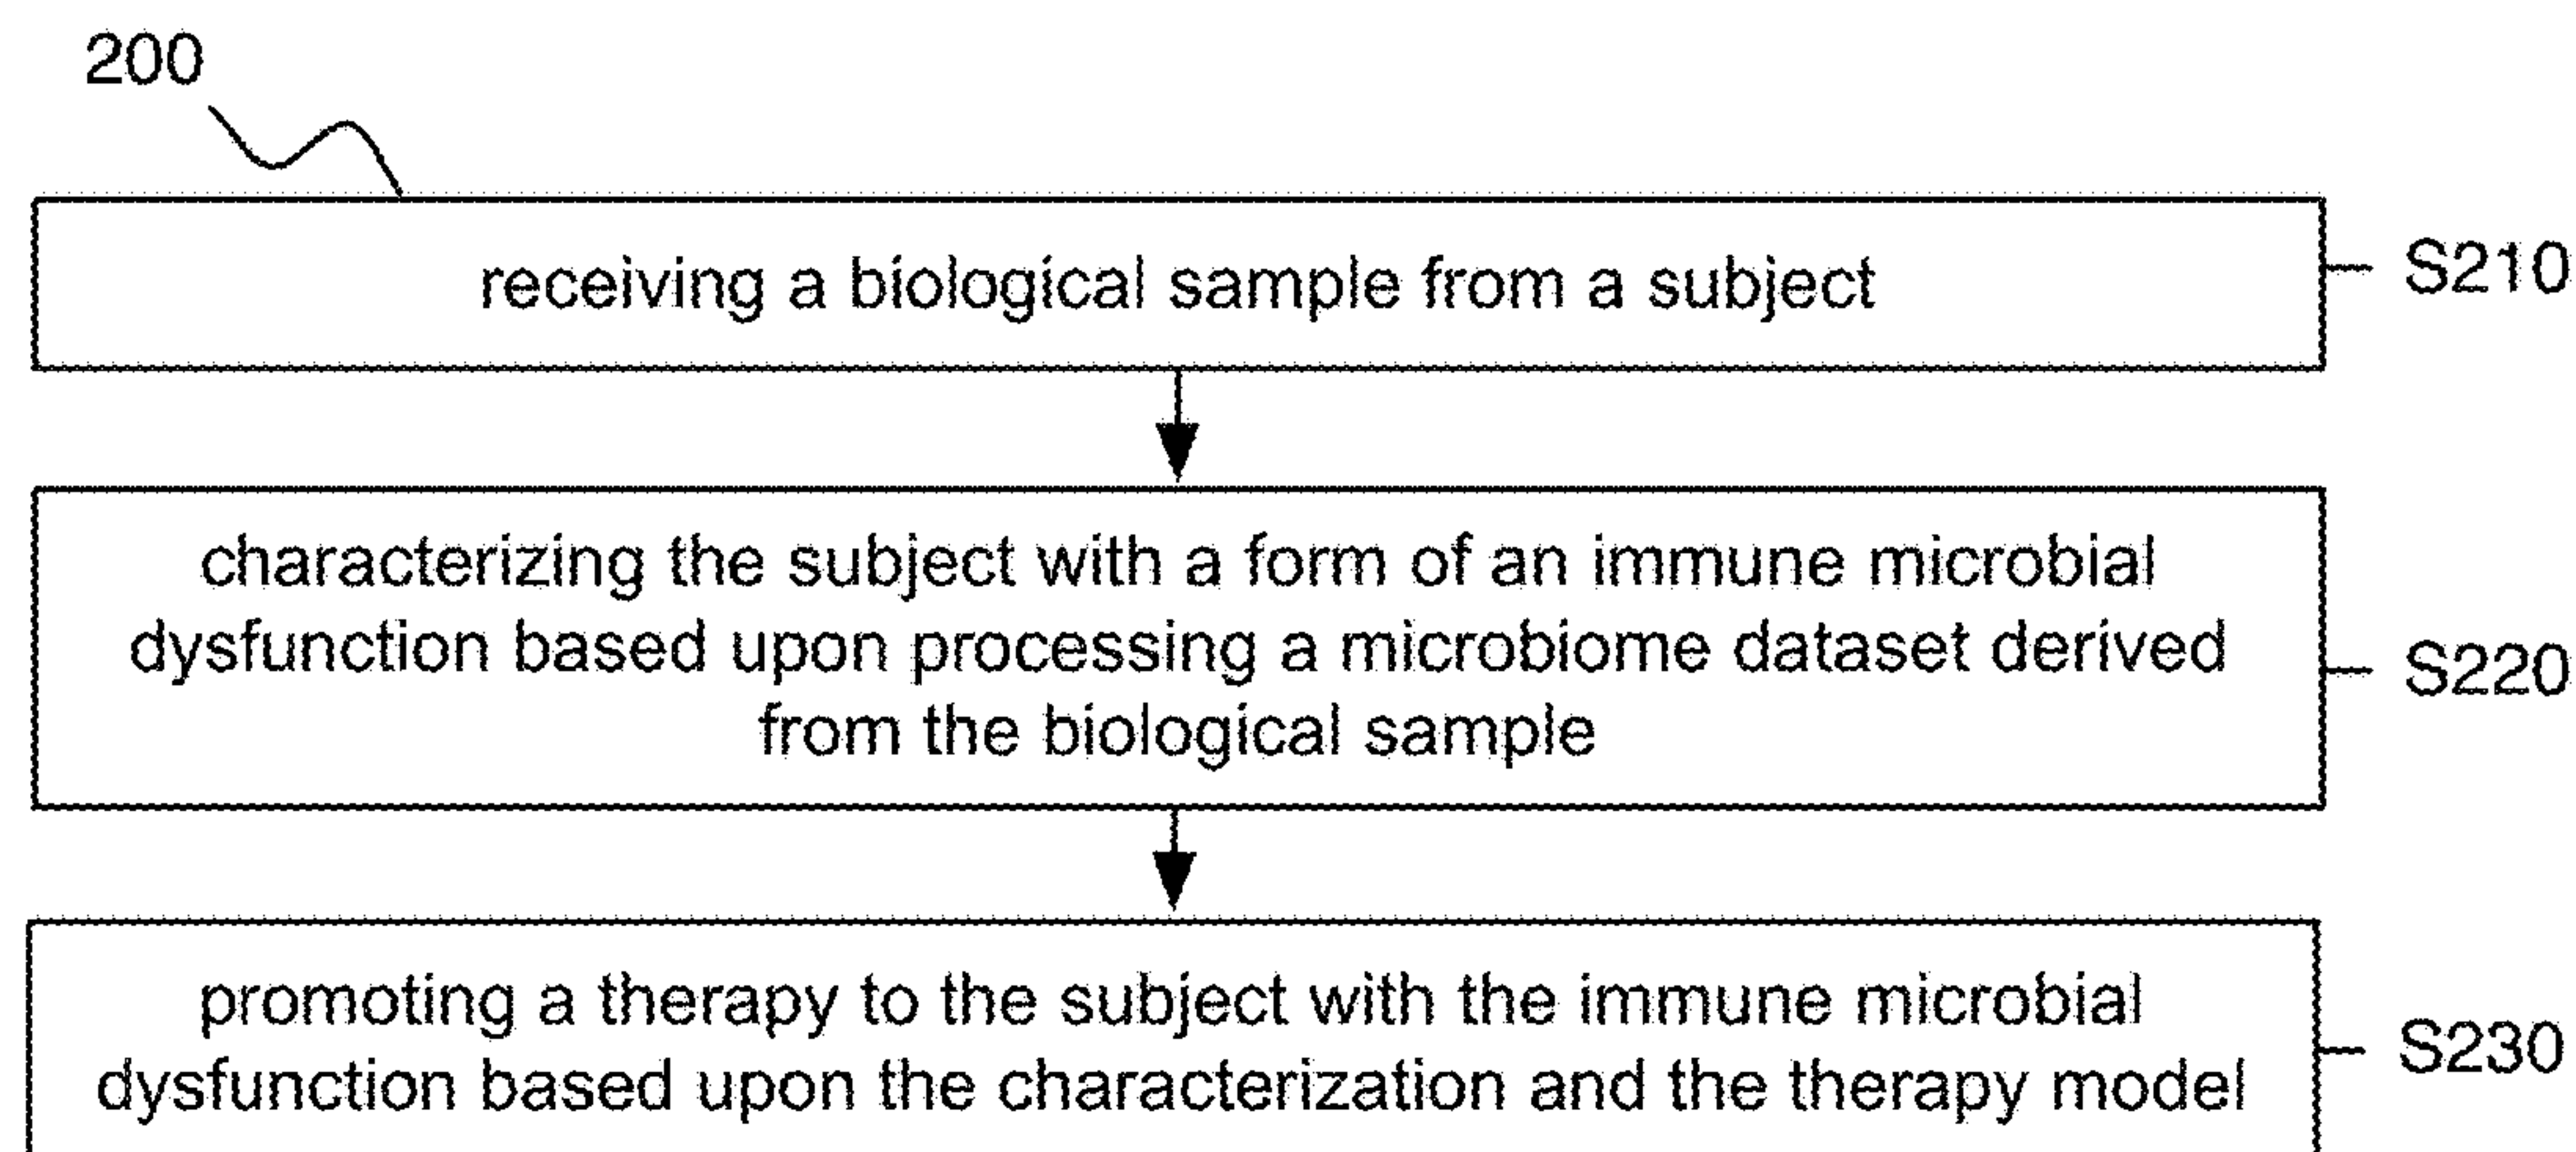 200
receiving a biological sample from a subject
S210
characterizing the subject with a form of an immune microbial
dysfunction based upon processing a microbiome dataset derived
from the biological sample
S220
promoting a therapy to the subject with the immune microbial
dysfunction based upon the characterization and the therapy model
S230